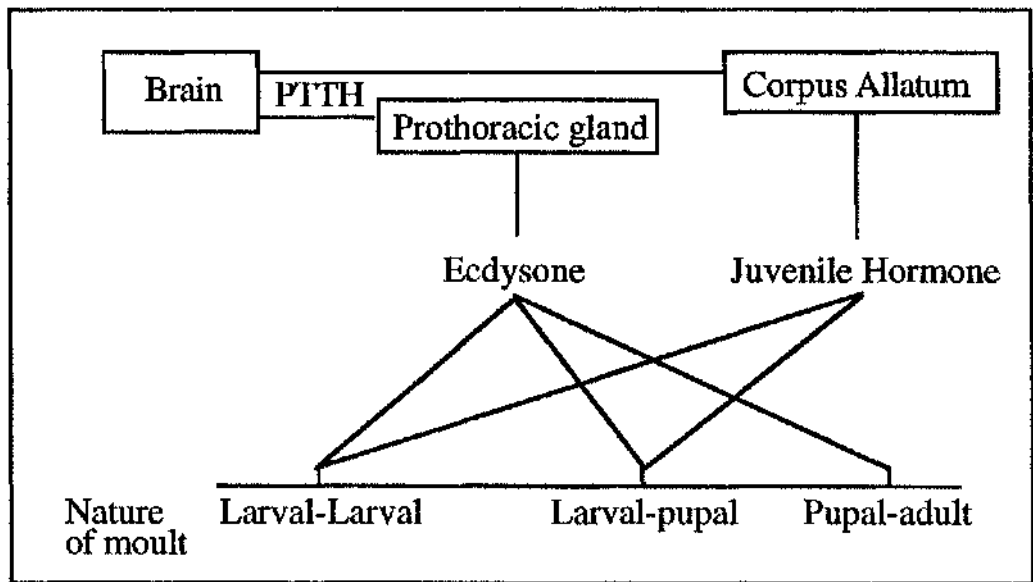 Brain
PTTH
Corpus Allatum
Prothoracic gland
Ecdysone
Juvenile Hormone
Nature
of moult
Larval-Larval
Larval-pupal
Pupal-adult